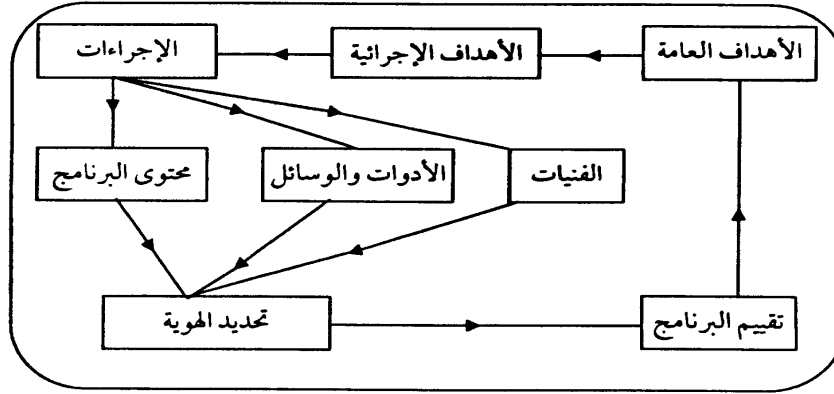 الأهداف العامة
الأهداف الإجرائية
الإجراءات
الفنيات
الأدوات والوسائل
محتوى البرنامج
تقييم البرنامج
تحديد الهوية